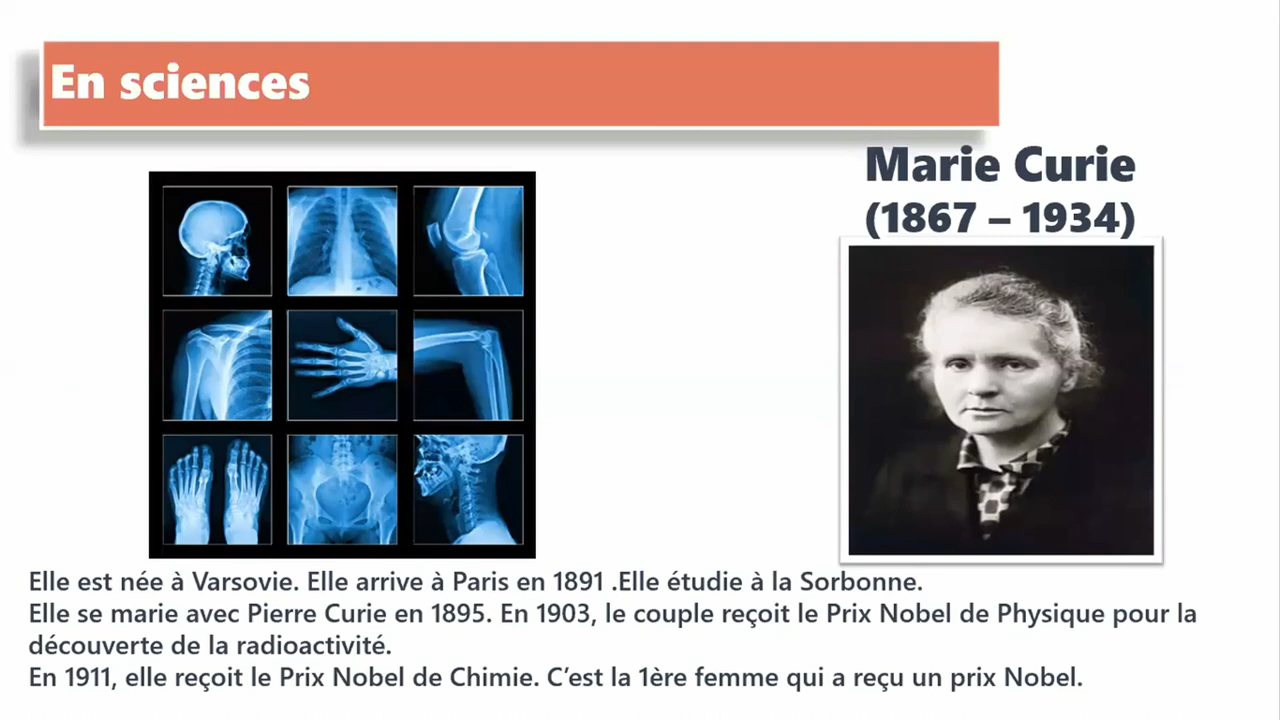 En sciences
Marie Curie
(1867 – 1934)
Elle est née à Varsovie. Elle arrive à Paris en 1891 .Elle étudie à la Sorbonne.
Elle se marie avec Pierre Curie en 1895. En 1903, le couple reçoit le Prix Nobel de Physique pour la
découverte de la radioactivité.
En 1911, elle reçoit le Prix Nobel de Chimie. C’est la 1ère femme qui a reçu un prix Nobel.